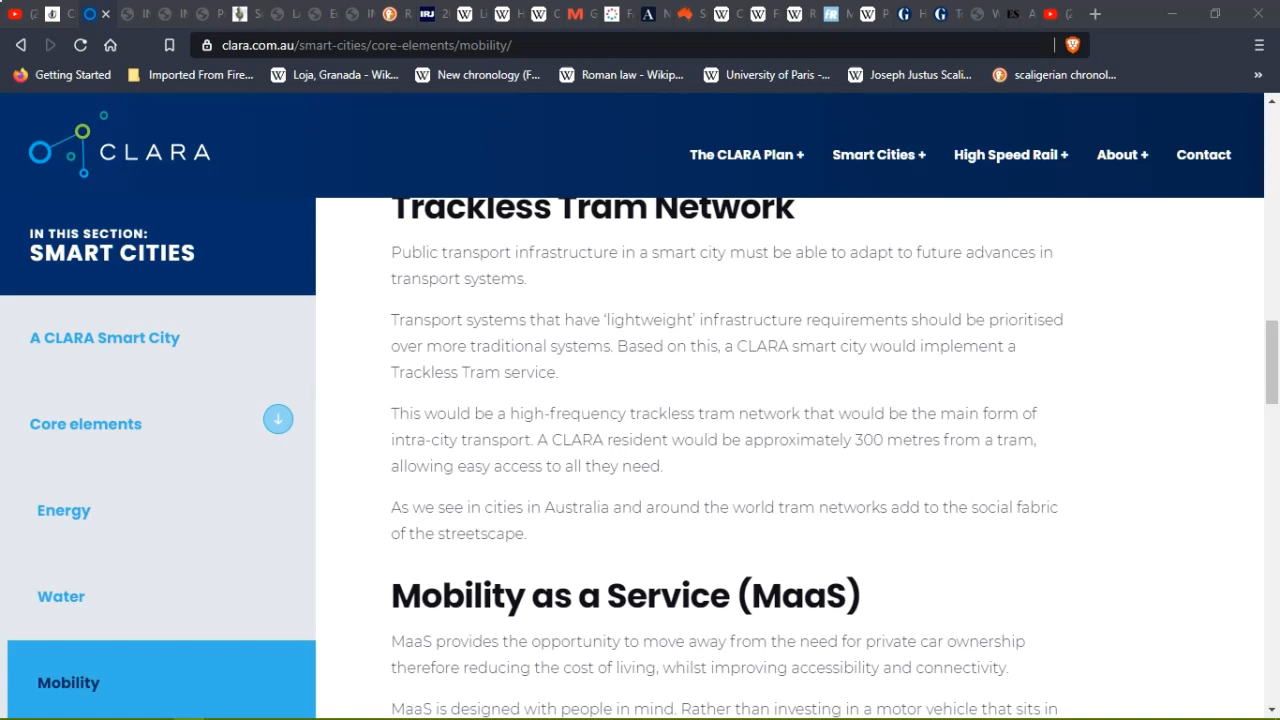 (2
C
S
P
S
L
S
E
I
F
IRJ
2
L
H
C
M G
F
A
N
S
C
F
R
FR
M
P
G
H
G
T
W
ES
A
(2
clara.com.au/smart-cities/core-elements/mobility/
Getting Started
Imported From Fire...
Loja, Granada - Wik...
New chronology (F...
Roman law - Wikip...
University of Paris -...
Joseph Justus Scali...
scaligerian chronol...
»
CLARA
The CLARA Plan +
Smart Cities +
High Speed Rail +
About +
Contact
IN THIS SECTION:
SMART CITIES
A CLARA Smart City
Core elements
Energy
Water
Mobility
Trackless Tram Network
Public transport infrastructure in a smart city must be able to adapt to future advances in
transport systems.
Transport systems that have ‘lightweight’ infrastructure requirements should be prioritised
over more traditional systems. Based on this, a CLARA smart city would implement a
Trackless Tram service.
This would be a high-frequency trackless tram network that would be the main form of
intra-city transport. A CLARA resident would be approximately 300 metres from a tram,
allowing easy access to all they need.
As we see in cities in Australia and around the world tram networks add to the social fabric
of the streetscape.
Mobility as a Service (MaaS)
MaaS provides the opportunity to move away from the need for private car ownership
therefore reducing the cost of living, whilst improving accessibility and connectivity.
MaaS is designed with people in mind. Rather than investing in a motor vehicle that sits in